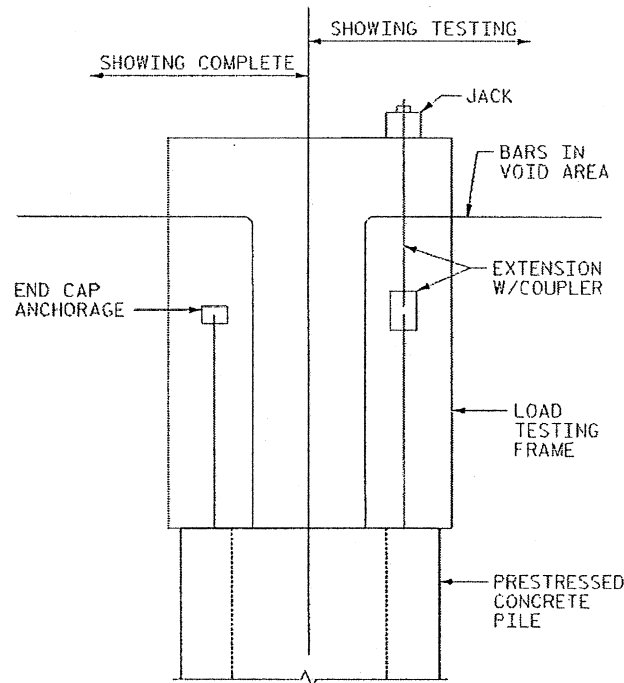 SHOWING TESTING
SHOWING COMPLETE
JACK
BARS IN
VOID AREA
END CAP
ANCHORAGE
EXTENSION
W/COUPLER
LOAD
TESTING
FRAME
PRESTRESSED
CONCRETE
PILE